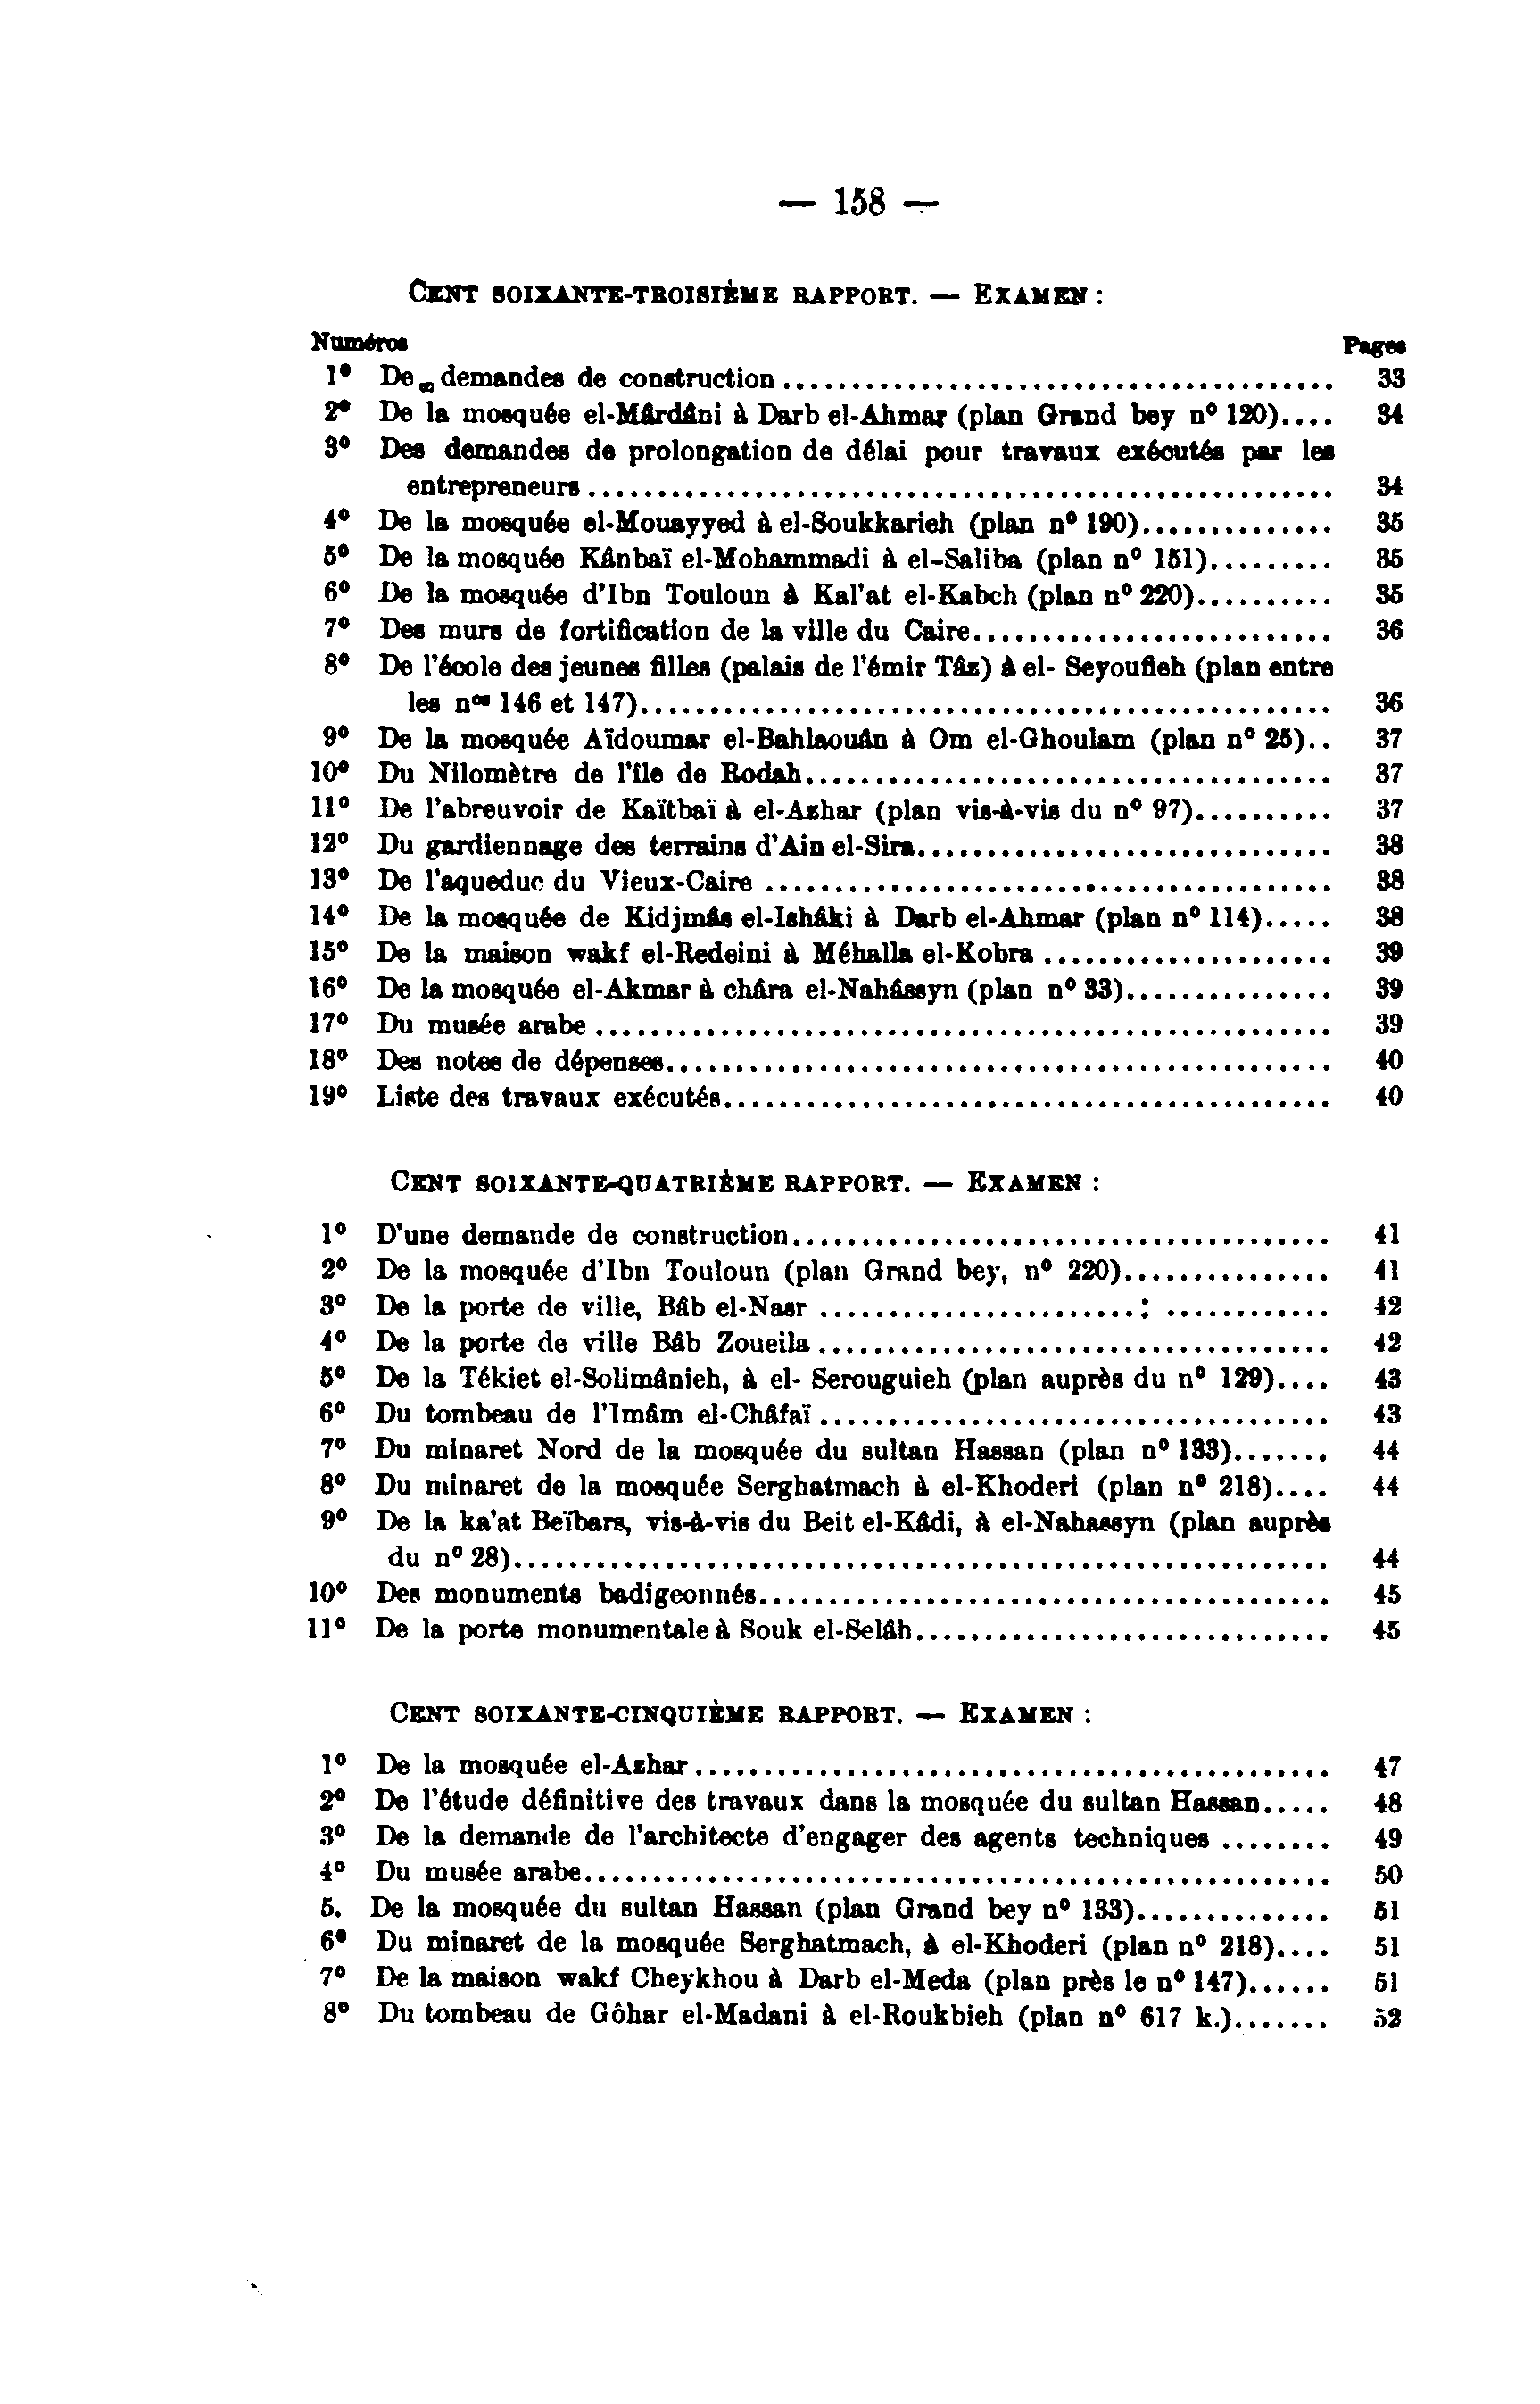 — 158 —
CENT SOIXANTE-TROISIÈME RAPPORT. — EXAMEN :
Numéros Pages
1° De demandes de construction ........................................ 33
2° De la mosquée el-Mârdâni à Darb el-Ahmar (plan Grand bey n° 120).... 34
3° Des demandes de prolongation de délai pour travaux exécutés par les
entrepreneurs ...................................................... 34
4° De la mosquée el-Mouayyed à el-Soukkarieh (plan n° 190).............. 35
5° De la mosquée Kânbaï el-Mohammadi à el-Saliba (plan n° 151)......... 35
6° De la mosquée d'Ibn Touloun à Kal'at el-Kabch (plan n° 220).......... 35
7° Des murs de fortification de la ville du Caire.......................... 36
8° De l'école des jeunes filles (palais de l'émir Tâz) à el- Seyoufieh (plan entre
les nos 146 et 147).................................................. 36
9° De la mosquée Aïdoumar el-Bahlaouân à Om el-Ghoulam (plan n° 25).. 37
10° Du Nilomètre de l'île de Rodah...................................... 37
11° De l'abreuvoir de Kaïtbaï à el-Azhar (plan vis-à-vis du n° 97).......... 37
12° Du gardiennage des terrains d'Ain el-Sira.............................. 38
13° De l'aqueduc du Vieux-Caire ......................................... 38
14° De la mosquée de Kidjmâs el-Ishâki à Darb el-Ahmar (plan n° 114)..... 38
15° De la maison wakf el-Redeini à Méhalla el-Kobra ..................... 39
16° De la mosquée el-Akmar à châra el-Nahâssyn (plan n° 33)............... 39
17° Du musée arabe ..................................................... 39
18° Des notes de dépenses................................................ 40
19° Liste des travaux exécutés............................................ 40
CENT SOIXANTE-QUATRIÈME RAPPORT. — EXAMEN :
1° D'une demande de construction....................................... 41
2° De la mosquée d'Ibn Touloun (plan Grand bey, n° 220)............... 41
3° De la porte de ville, Bâb el-Nasr .......................: ............ 42
4° De la porte de ville Bâb Zoueila ..................................... 42
5° De la Tékiet el-Solimânieh, à el- Serouguieh (plan auprès du n° 129).... 43
6° Du tombeau de l'Imâm el-Châfaï ..................................... 43
7° Du minaret Nord de la mosquée du sultan Hassan (plan n° 133)....... 44
8° Du minaret de la mosquée Serghatmach à el-Khoderi (plan n° 218).... 44
9° De la ka'at Beïbars, vis-à-vis du Beit el-Kâdi, à el-Nahassyn (plan auprès
du n° 28)........................................................... 44
10° Des monuments badigeonnés......................................... 45
11° De la porte monumentale à Souk el-Selâh.............................. 45
CENT SOIXANTE-CINQUIÈME RAPPORT. — EXAMEN :
1° De la mosquée el-Azhar .............................................. 47
2° De l'étude définitive des travaux dans la mosquée du sultan Hassan..... 48
3° De la demande de l'architecte d'engager des agents techniques ........ 49
4° Du musée arabe...................................................... 50
5. De la mosquée du sultan Hassan (plan Grand bey n° 133).............. 51
6° Du minaret de la mosquée Serghatmach, à el-Khoderi (plan n° 218).... 51
7° De la maison wakf Cheykhou à Darb el-Meda (plan près le n° 147)...... 51
8° Du tombeau de Gôhar el-Madani à el-Roukbieh (plan n° 617 k.)....... 52